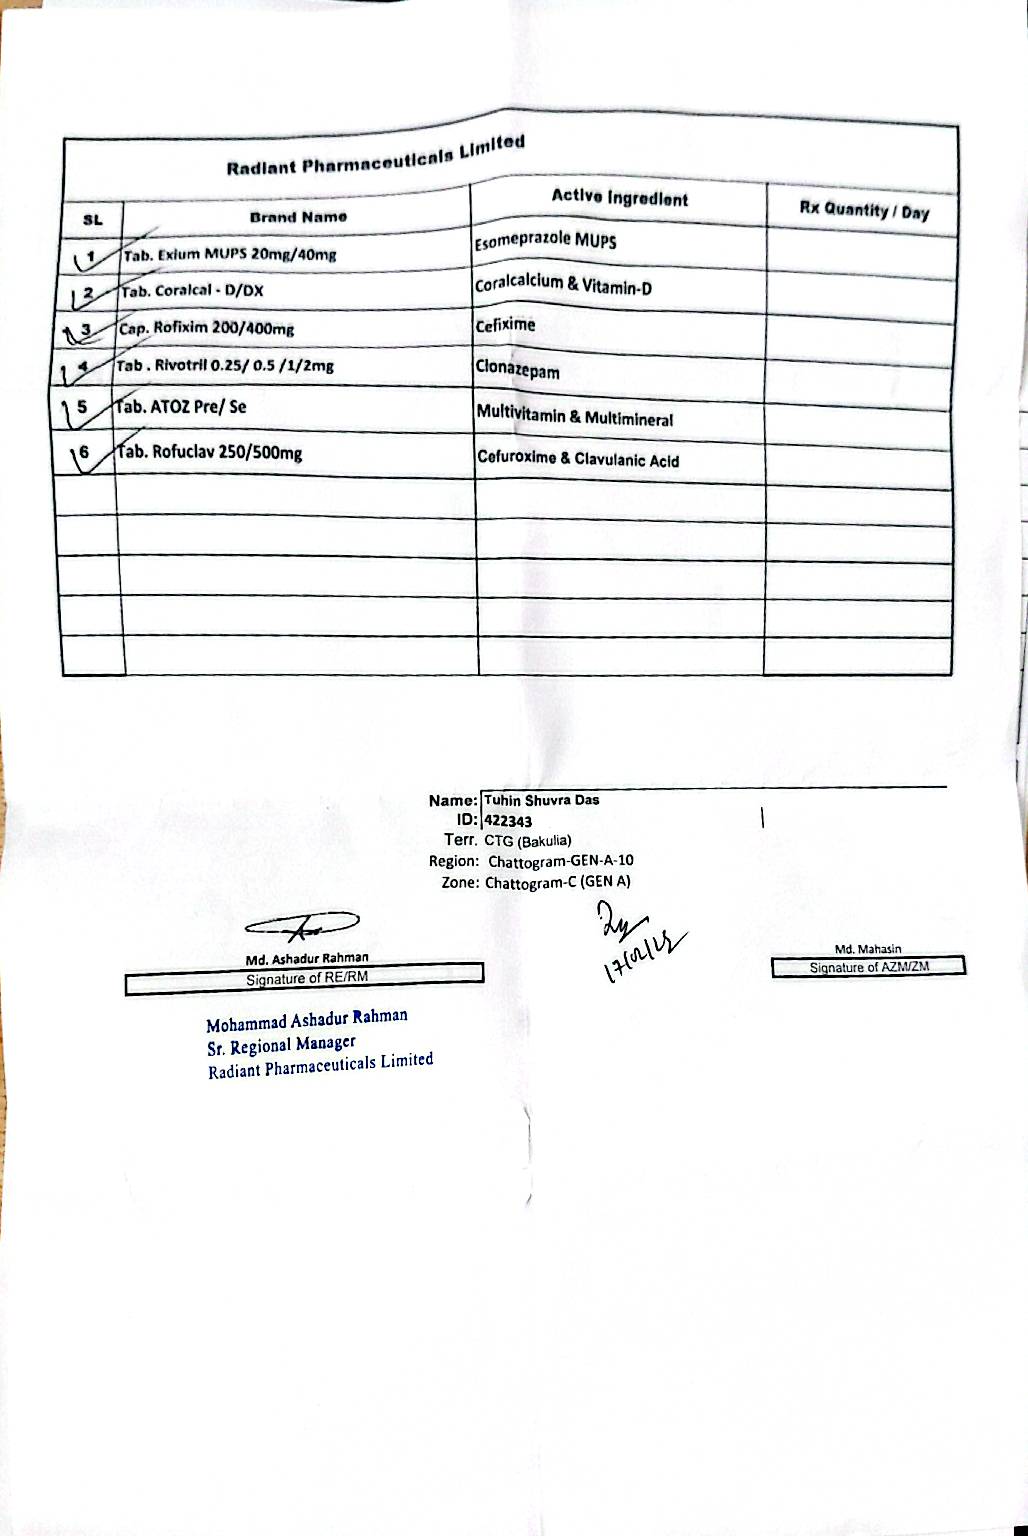 Radiant Pharmaceuticals Limited
SL Brand Name Active Ingredient Rx Quantity / Day
1 Tab. Exium MUPS 20mg/40mg Esomeprazole MUPS
2 Tab. Coralcal - D/DX Coralcalcium & Vitamin-D
3 Cap. Rofixim 200/400mg Cefixime
4 Tab . Rivotril 0.25/ 0.5 /1/2mg Clonazepam
5 Tab. ATOZ Pre/ Se Multivitamin & Multimineral
6 Tab. Rofuclav 250/500mg Cefuroxime & Clavulanic Acid
Name: Tuhin Shuvra Das
ID: 422343
Terr. CTG (Bakulia)
Region: Chattogram-GEN-A-10
Zone: Chattogram-C (GEN A)
Md. Ashadur Rahman
Signature of RE/RM
Md. Mahasin
Signature of AZM/ZM
Mohammad Ashadur Rahman
Sr. Regional Manager
Radiant Pharmaceuticals Limited